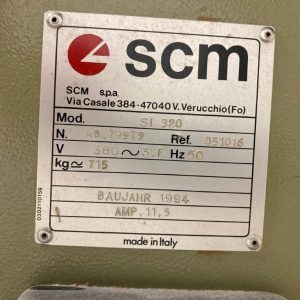 scm
SCM s.p.a.
Via Casale 384-47040 V. Verucchio (Fo)
Mod. SI 320
N. AB 79979 Ref. 051016
V 380 ~ 3.F Hz 50
kg ≃ 715
BAUJAHR 1994
AMP. 11,5
made in Italy
0302110159